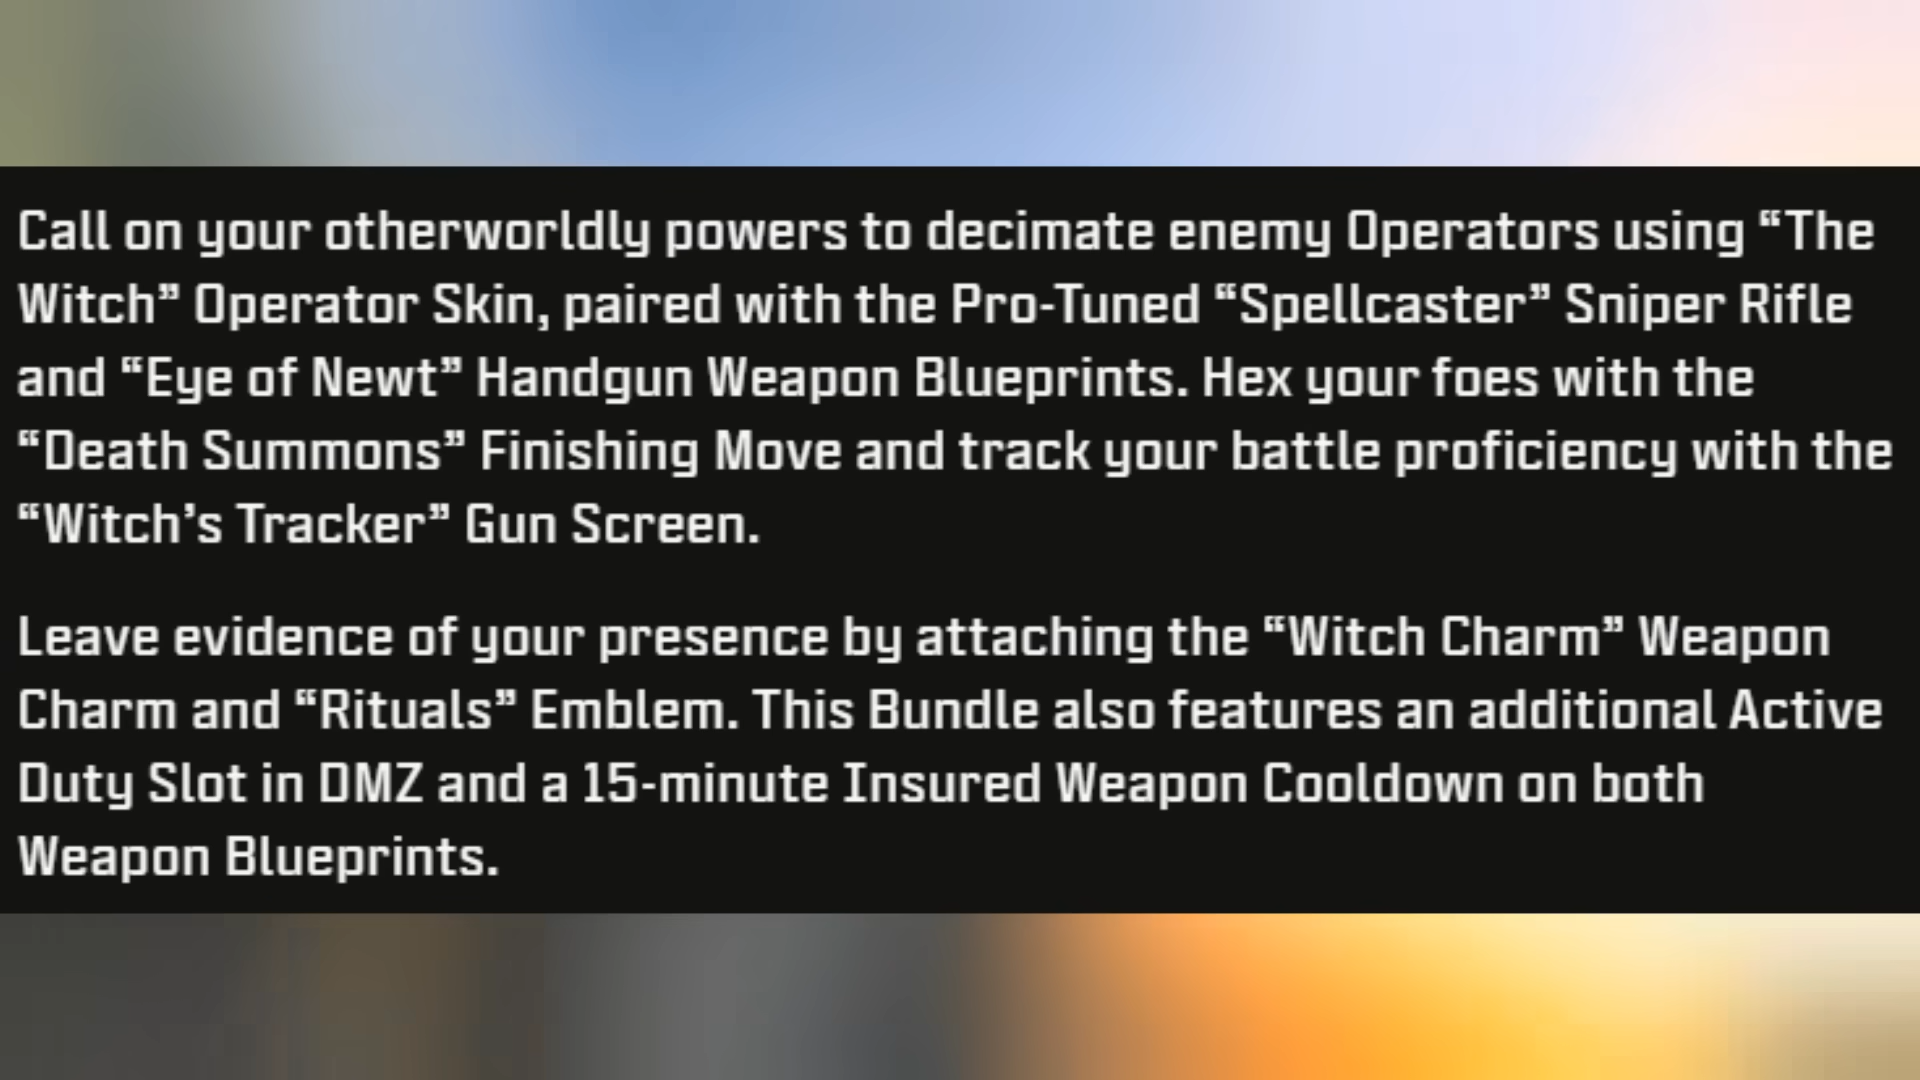 Call on your otherworldly powers to decimate enemy Operators using “The
Witch” Operator Skin, paired with the Pro-Tuned “Spellcaster” Sniper Rifle
and “Eye of Newt” Handgun Weapon Blueprints. Hex your foes with the
“Death Summons” Finishing Move and track your battle proficiency with the
“Witch’s Tracker” Gun Screen.
Leave evidence of your presence by attaching the “Witch Charm” Weapon
Charm and “Rituals” Emblem. This Bundle also features an additional Active
Duty Slot in DMZ and a 15-minute Insured Weapon Cooldown on both
Weapon Blueprints.